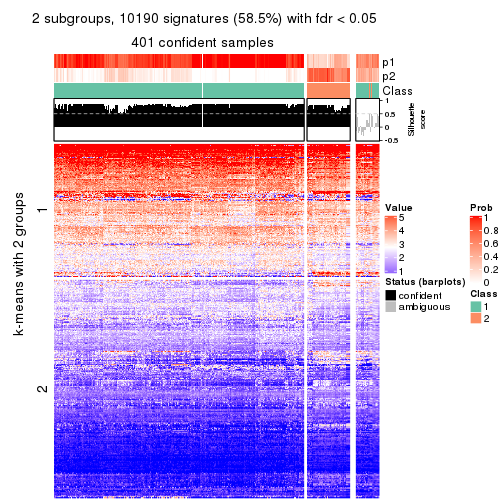 2 subgroups, 10190 signatures (58.5%) with fdr < 0.05
401 confident samples
p1
p2
Class
1
0.5
0
-0.5
Silhouette
score
k-means with 2 groups
1
2
Value
5
4
3
2
1
Status (barplots)
confident
ambiguous
Prob
1
0.8
0.6
0.4
0.2
0
Class
1
2